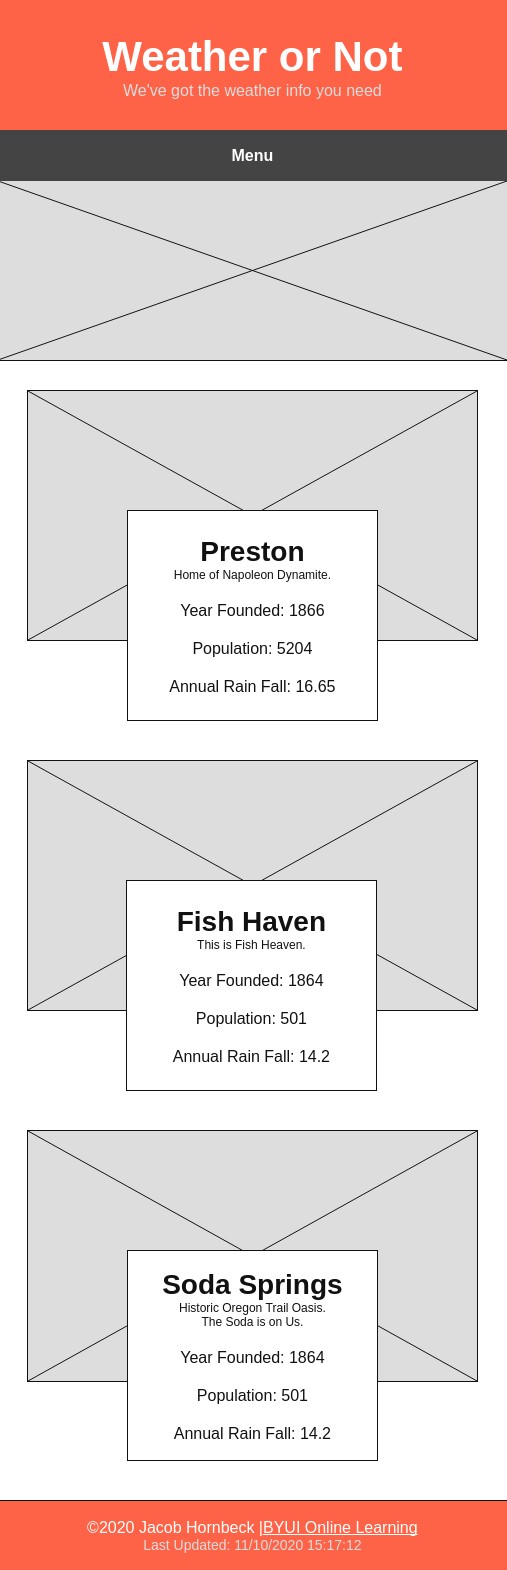 Weather or Not
We've got the weather info you need
Menu
Preston
Home of Napoleon Dynamite.
Year Founded: 1866
Population: 5204
Annual Rain Fall: 16.65
Fish Haven
This is Fish Heaven.
Year Founded: 1864
Population: 501
Annual Rain Fall: 14.2
Soda Springs
Historic Oregon Trail Oasis.
The Soda is on Us.
Year Founded: 1864
Population: 501
Annual Rain Fall: 14.2
©2020 Jacob Hornbeck |BYUI Online Learning
Last Updated: 11/10/2020 15:17:12